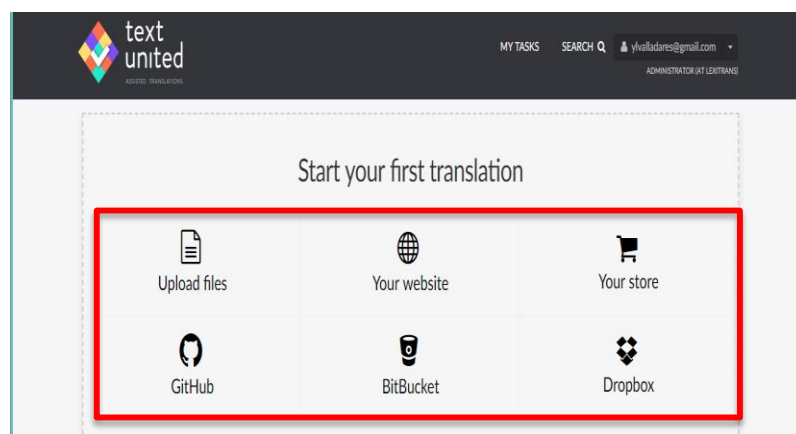 text
united
ASSISTED TRANSLATIONS
MY TASKS SEARCH ylvalladares@gmail.com
ADMINISTRATOR (AT LEXITRANS)
Start your first translation
Upload files Your website Your store
GitHub BitBucket Dropbox